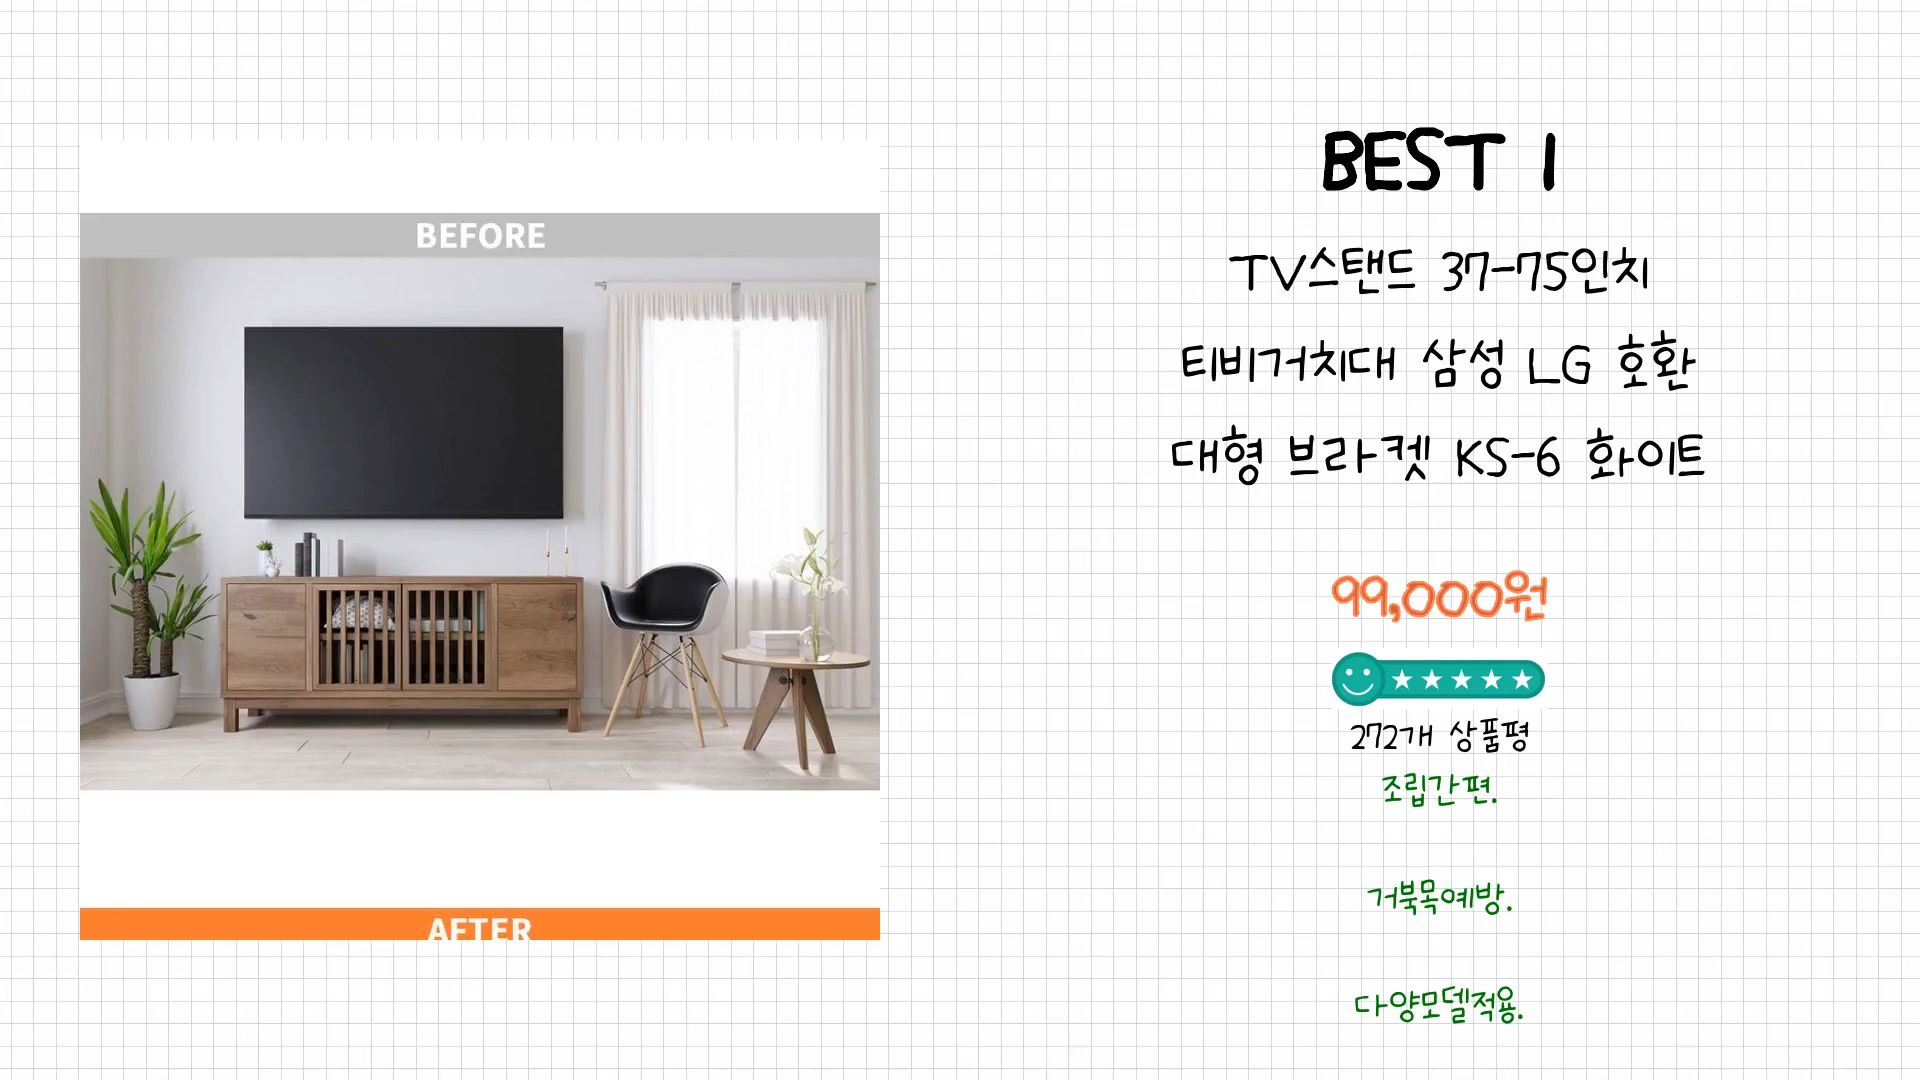 BEFORE
AFTER
BEST 1
TV스탠드 37-75인치
티비거치대 삼성 LG 호환
대형 브라켓 KS-6 화이트
99,000원
272개 상품평
조립간편.
거북목예방.
다양모델적용.